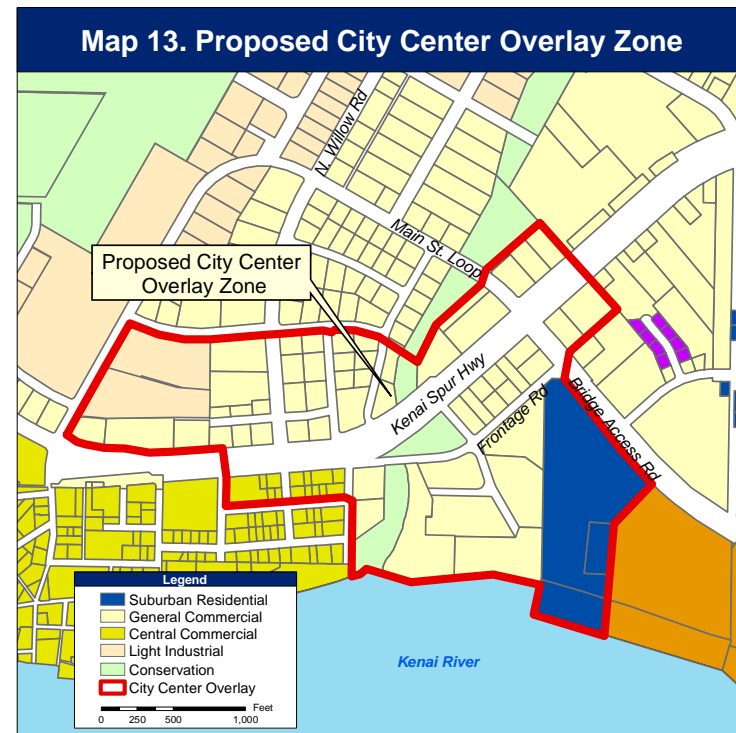 Map 13. Proposed City Center Overlay Zone
N. Willow Rd
Main St. Loop
Proposed City Center
Overlay Zone
Kenai Spur Hwy
Frontage Rd
Bridge Access Rd
Legend
Suburban Residential
General Commercial
Central Commercial
Light Industrial
Conservation
City Center Overlay
Feet
0 250 500 1,000
Kenai River